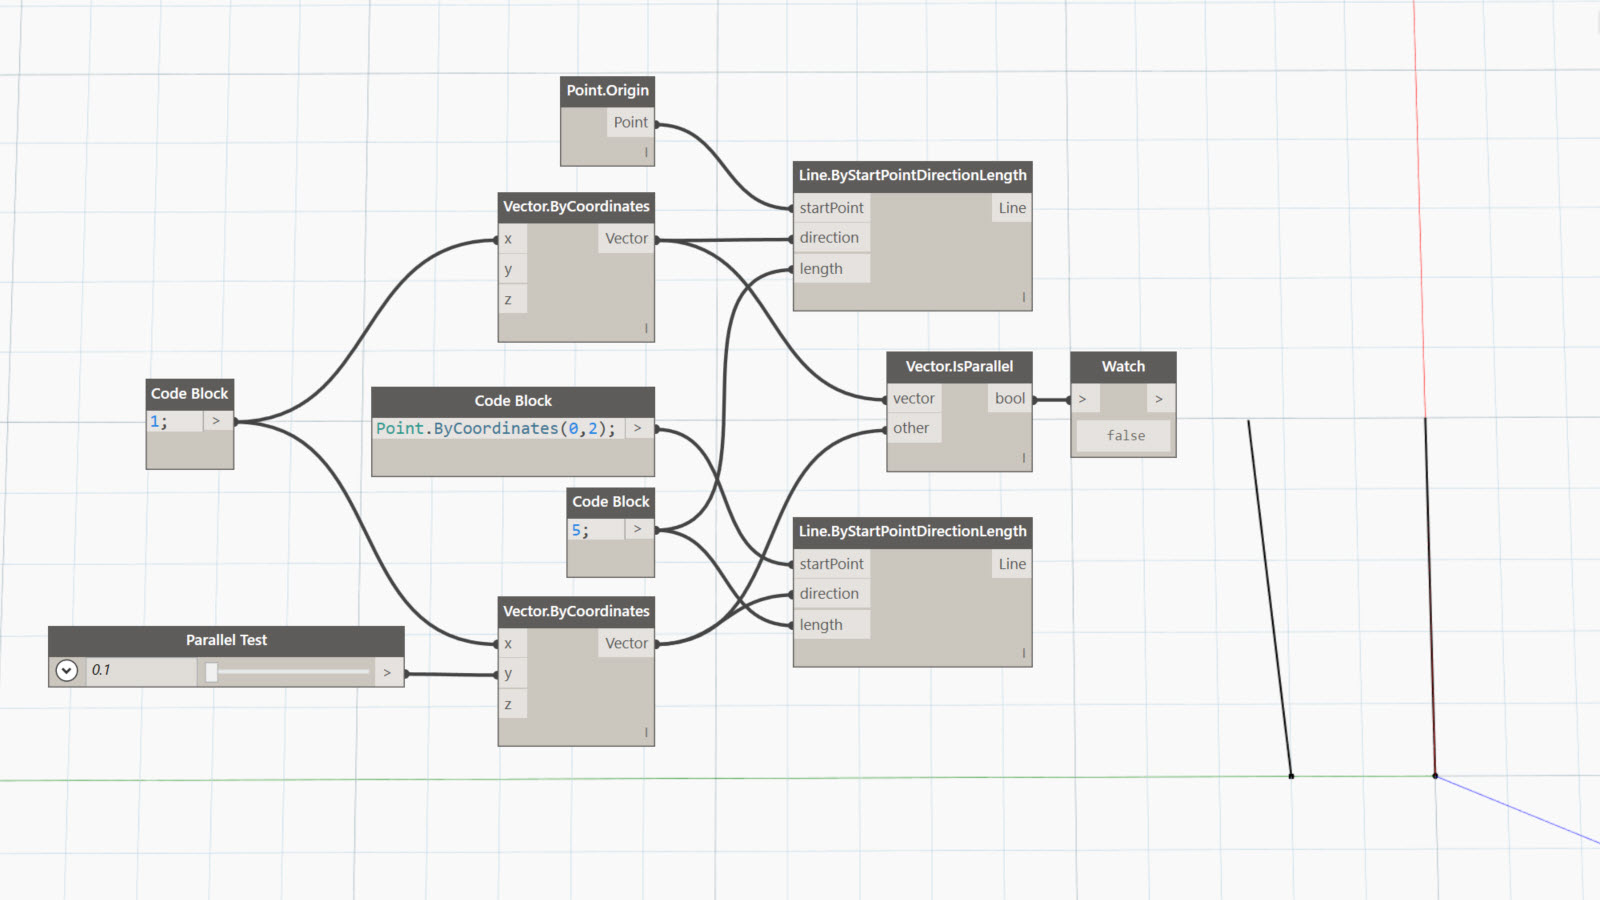 Point.Origin
Point
Line.ByStartPointDirectionLength
startPoint
Line
direction
length
Vector.ByCoordinates
x
Vector
y
z
Vector.IsParallel
vector
bool
other
Watch
>
>
false
Code Block
1;
>
Code Block
Point.ByCoordinates(0,2);
>
Code Block
5;
>
Line.ByStartPointDirectionLength
startPoint
Line
direction
length
Vector.ByCoordinates
x
Vector
y
z
Parallel Test
0.1
>